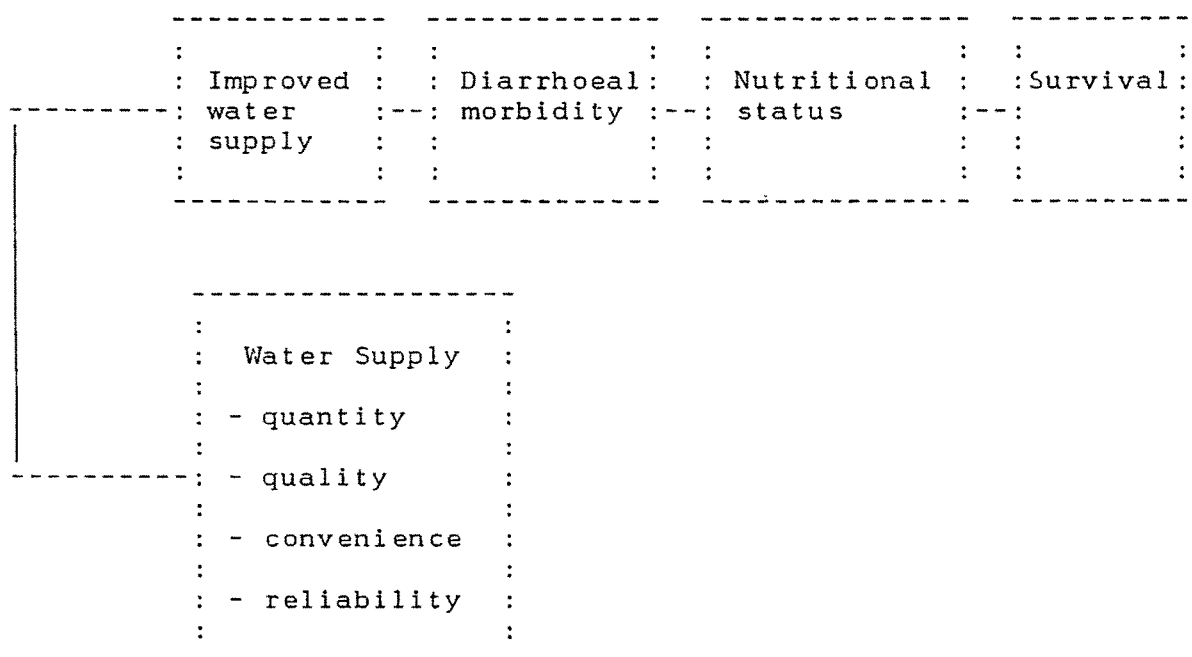 Improved
water
supply
Diarrhoeal
morbidity
Nutritional
status
Survival
Water Supply
- quantity
- quality
- convenience
- reliability